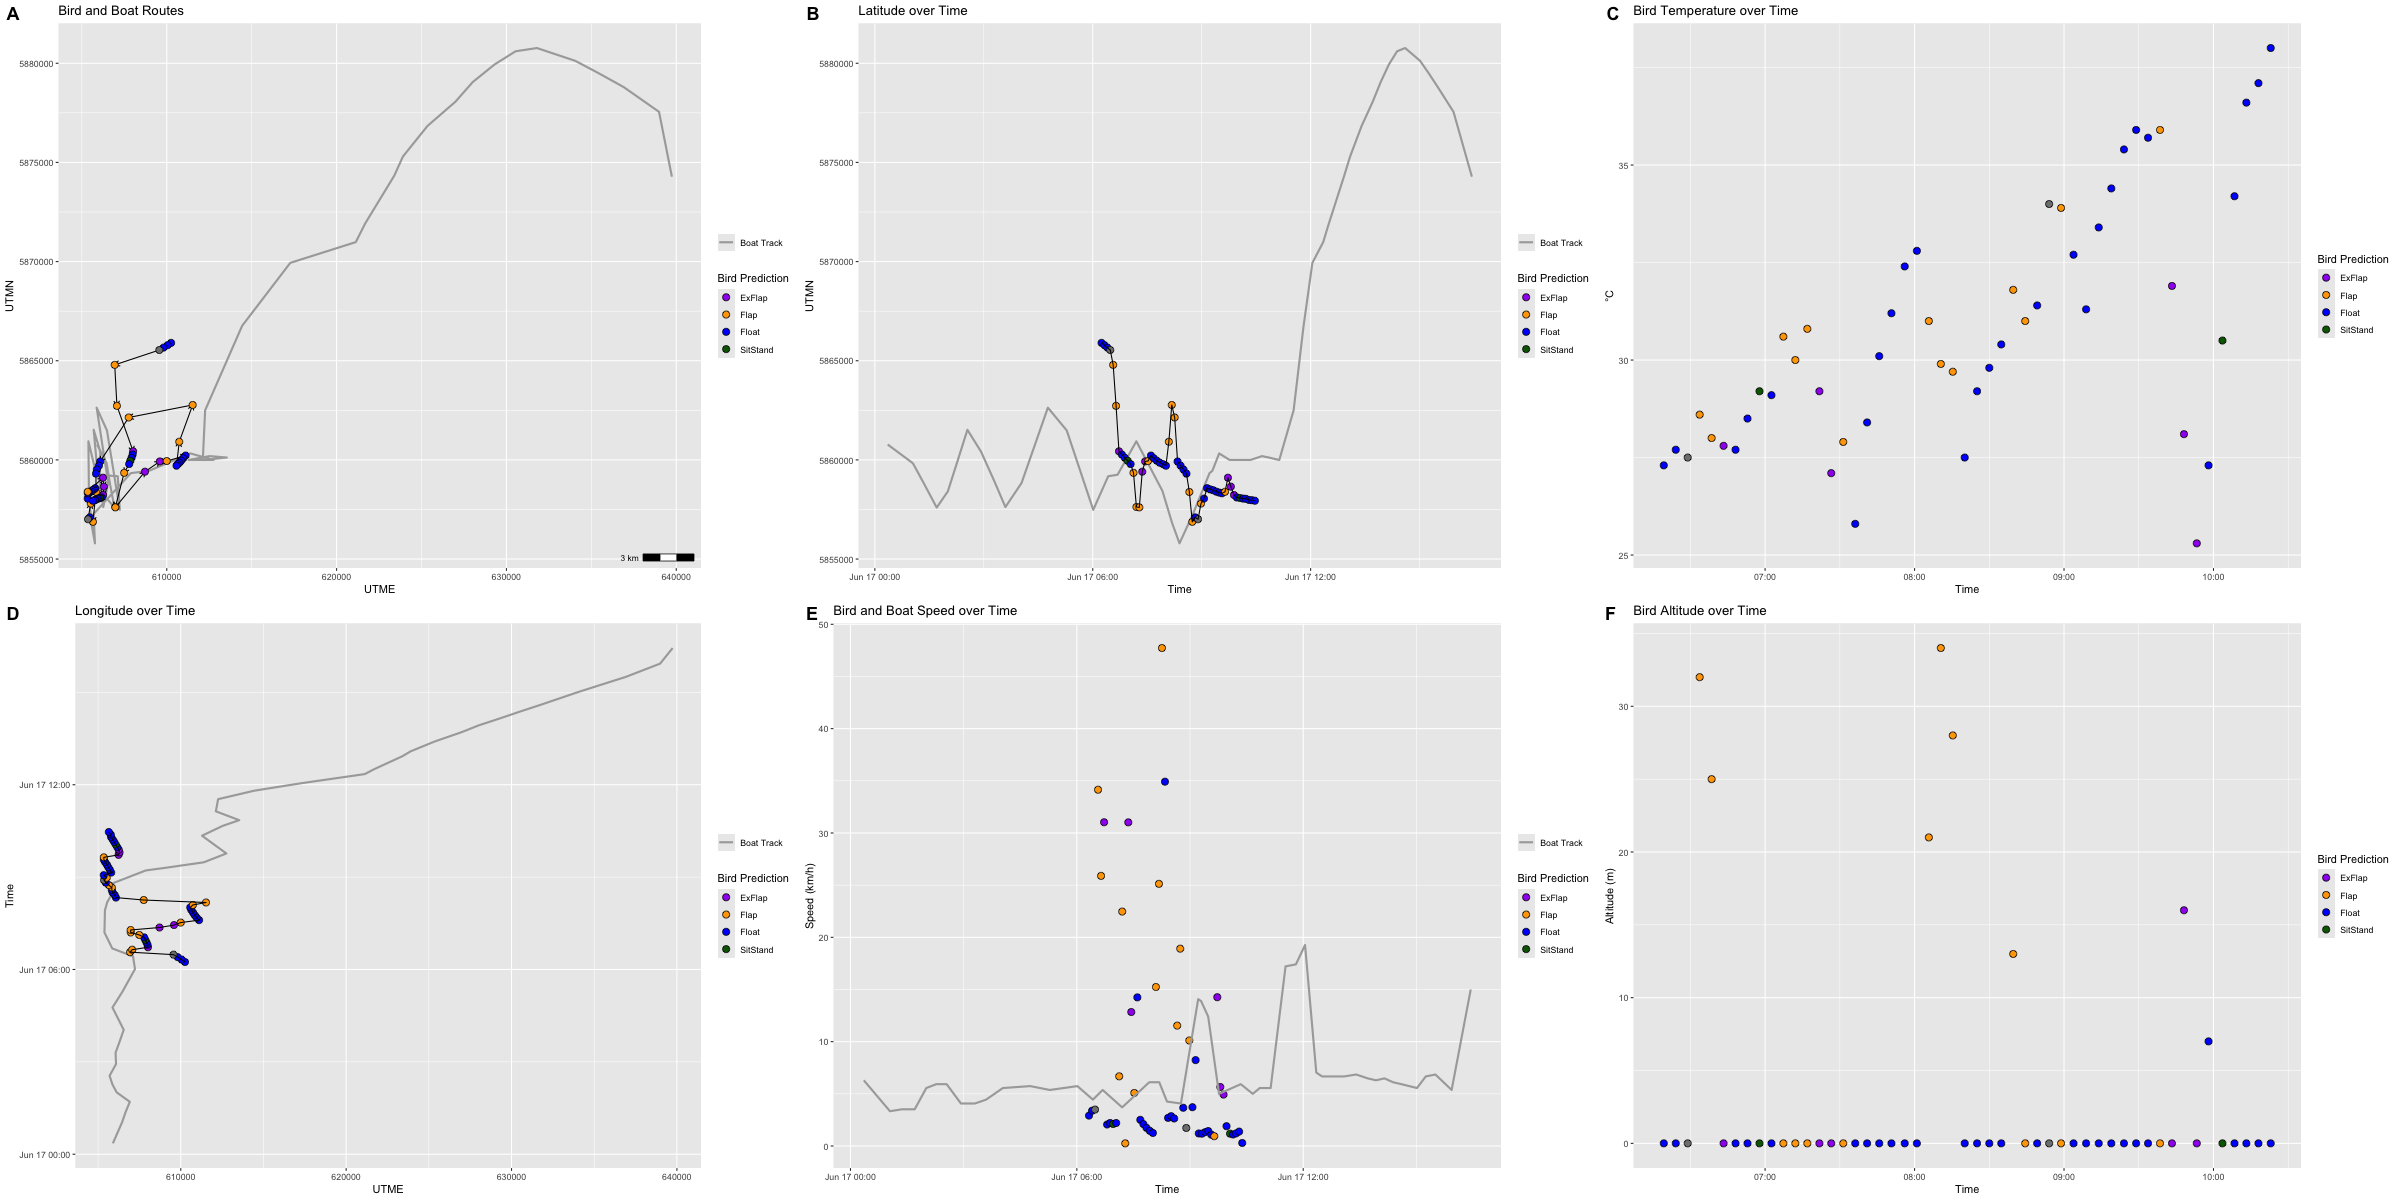 A Bird and Boat Routes
5880000
5875000
5870000
5865000
5860000
5855000
UTMN
610000 620000 630000 640000
UTME
3 km
Boat Track
Bird Prediction
ExFlap
Flap
Float
SitStand
B Latitude over Time
5880000
5875000
5870000
5865000
5860000
5855000
UTMN
Jun 17 00:00 Jun 17 06:00 Jun 17 12:00
Time
Boat Track
Bird Prediction
ExFlap
Flap
Float
SitStand
C Bird Temperature over Time
35
30
25
°C
07:00 08:00 09:00 10:00
Time
Bird Prediction
ExFlap
Flap
Float
SitStand
D Longitude over Time
Jun 17 12:00
Jun 17 06:00
Jun 17 00:00
Time
610000 620000 630000 640000
UTME
Boat Track
Bird Prediction
ExFlap
Flap
Float
SitStand
E Bird and Boat Speed over Time
50
40
30
20
10
0
Speed (km/h)
Jun 17 00:00 Jun 17 06:00 Jun 17 12:00
Time
Boat Track
Bird Prediction
ExFlap
Flap
Float
SitStand
F Bird Altitude over Time
30
20
10
0
Altitude (m)
07:00 08:00 09:00 10:00
Time
Bird Prediction
ExFlap
Flap
Float
SitStand